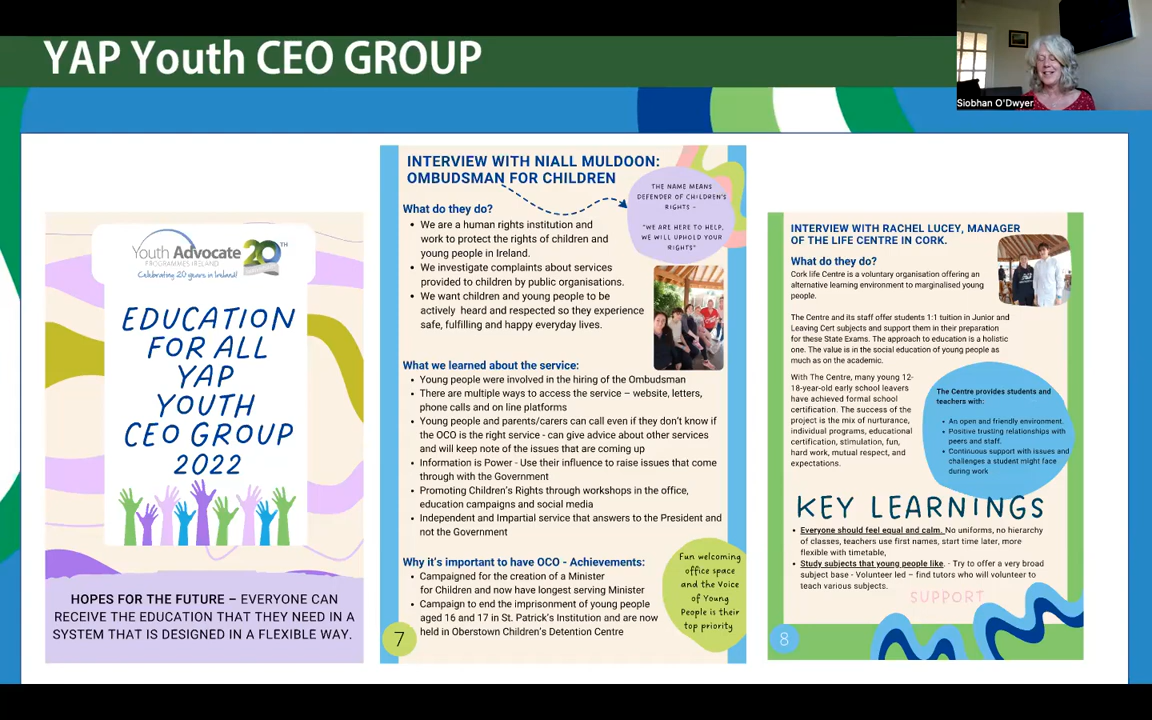 YAP Youth CEO GROUP
Siobhan O'Dwyer
Youth Advocate
PROGRAMMES IRELAND
Celebrating 20 years in Ireland!
20TH
EDUCATION
FOR ALL
YAP
YOUTH
CEO GROUP
2022
HOPES FOR THE FUTURE – EVERYONE CAN
RECEIVE THE EDUCATION THAT THEY NEED IN A
SYSTEM THAT IS DESIGNED IN A FLEXIBLE WAY.
INTERVIEW WITH NIALL MULDOON:
OMBUDSMAN FOR CHILDREN
THE NAME MEANS
DEFENDER OF CHILDREN'S
RIGHTS –
"WE ARE HERE TO HELP,
WE WILL UPHOLD YOUR
RIGHTS"
What do they do?
• We are a human rights institution and
work to protect the rights of children and
young people in Ireland.
• We investigate complaints about services
provided to children by public organisations.
• We want children and young people to be
actively heard and respected so they experience
safe, fulfilling and happy everyday lives.
What we learned about the service:
• Young people were involved in the hiring of the Ombudsman
• There are multiple ways to access the service – website, letters,
phone calls and on line platforms
• Young people and parents/carers can call even if they don't know if
the OCO is the right service - can give advice about other services
and will keep note of the issues that are coming up
• Information is Power - Use their influence to raise issues that come
through with the Government
• Promoting Children's Rights through workshops in the office,
education campaigns and social media
• Independent and Impartial service that answers to the President and
not the Government
Why it's important to have OCO - Achievements:
• Campaigned for the creation of a Minister
for Children and now have longest serving Minister
• Campaign to end the imprisonment of young people
aged 16 and 17 in St. Patrick's Institution and are now
held in Oberstown Children's Detention Centre
Fun welcoming
office space
and the Voice
of Young
People is their
top priority
7
INTERVIEW WITH RACHEL LUCEY, MANAGER
OF THE LIFE CENTRE IN CORK.
What do they do?
Cork life Centre is a voluntary organisation offering an
alternative learning environment to marginalised young
people.
The Centre and its staff offer students 1:1 tuition in Junior and
Leaving Cert subjects and support them in their preparation
for these State Exams. The approach to education is a holistic
one. The value is in the social education of young people as
much as on the academic.
With The Centre, many young 12-
18-year-old early school leavers
have achieved formal school
certification. The success of the
project is the mix of nurturance,
individual programs, educational
certification, stimulation, fun,
hard work, mutual respect, and
expectations.
The Centre provides students and
teachers with:
• An open and friendly environment.
• Positive trusting relationships with
peers and staff.
• Continuous support with issues and
challenges a student might face
during work
KEY LEARNINGS
• Everyone should feel equal and calm. No uniforms, no hierarchy
of classes, teachers use first names, start time later, more
flexible with timetable,
• Study subjects that young people like. - Try to offer a very broad
subject base - Volunteer led – find tutors who will volunteer to
teach various subjects.
SUPPORT
8